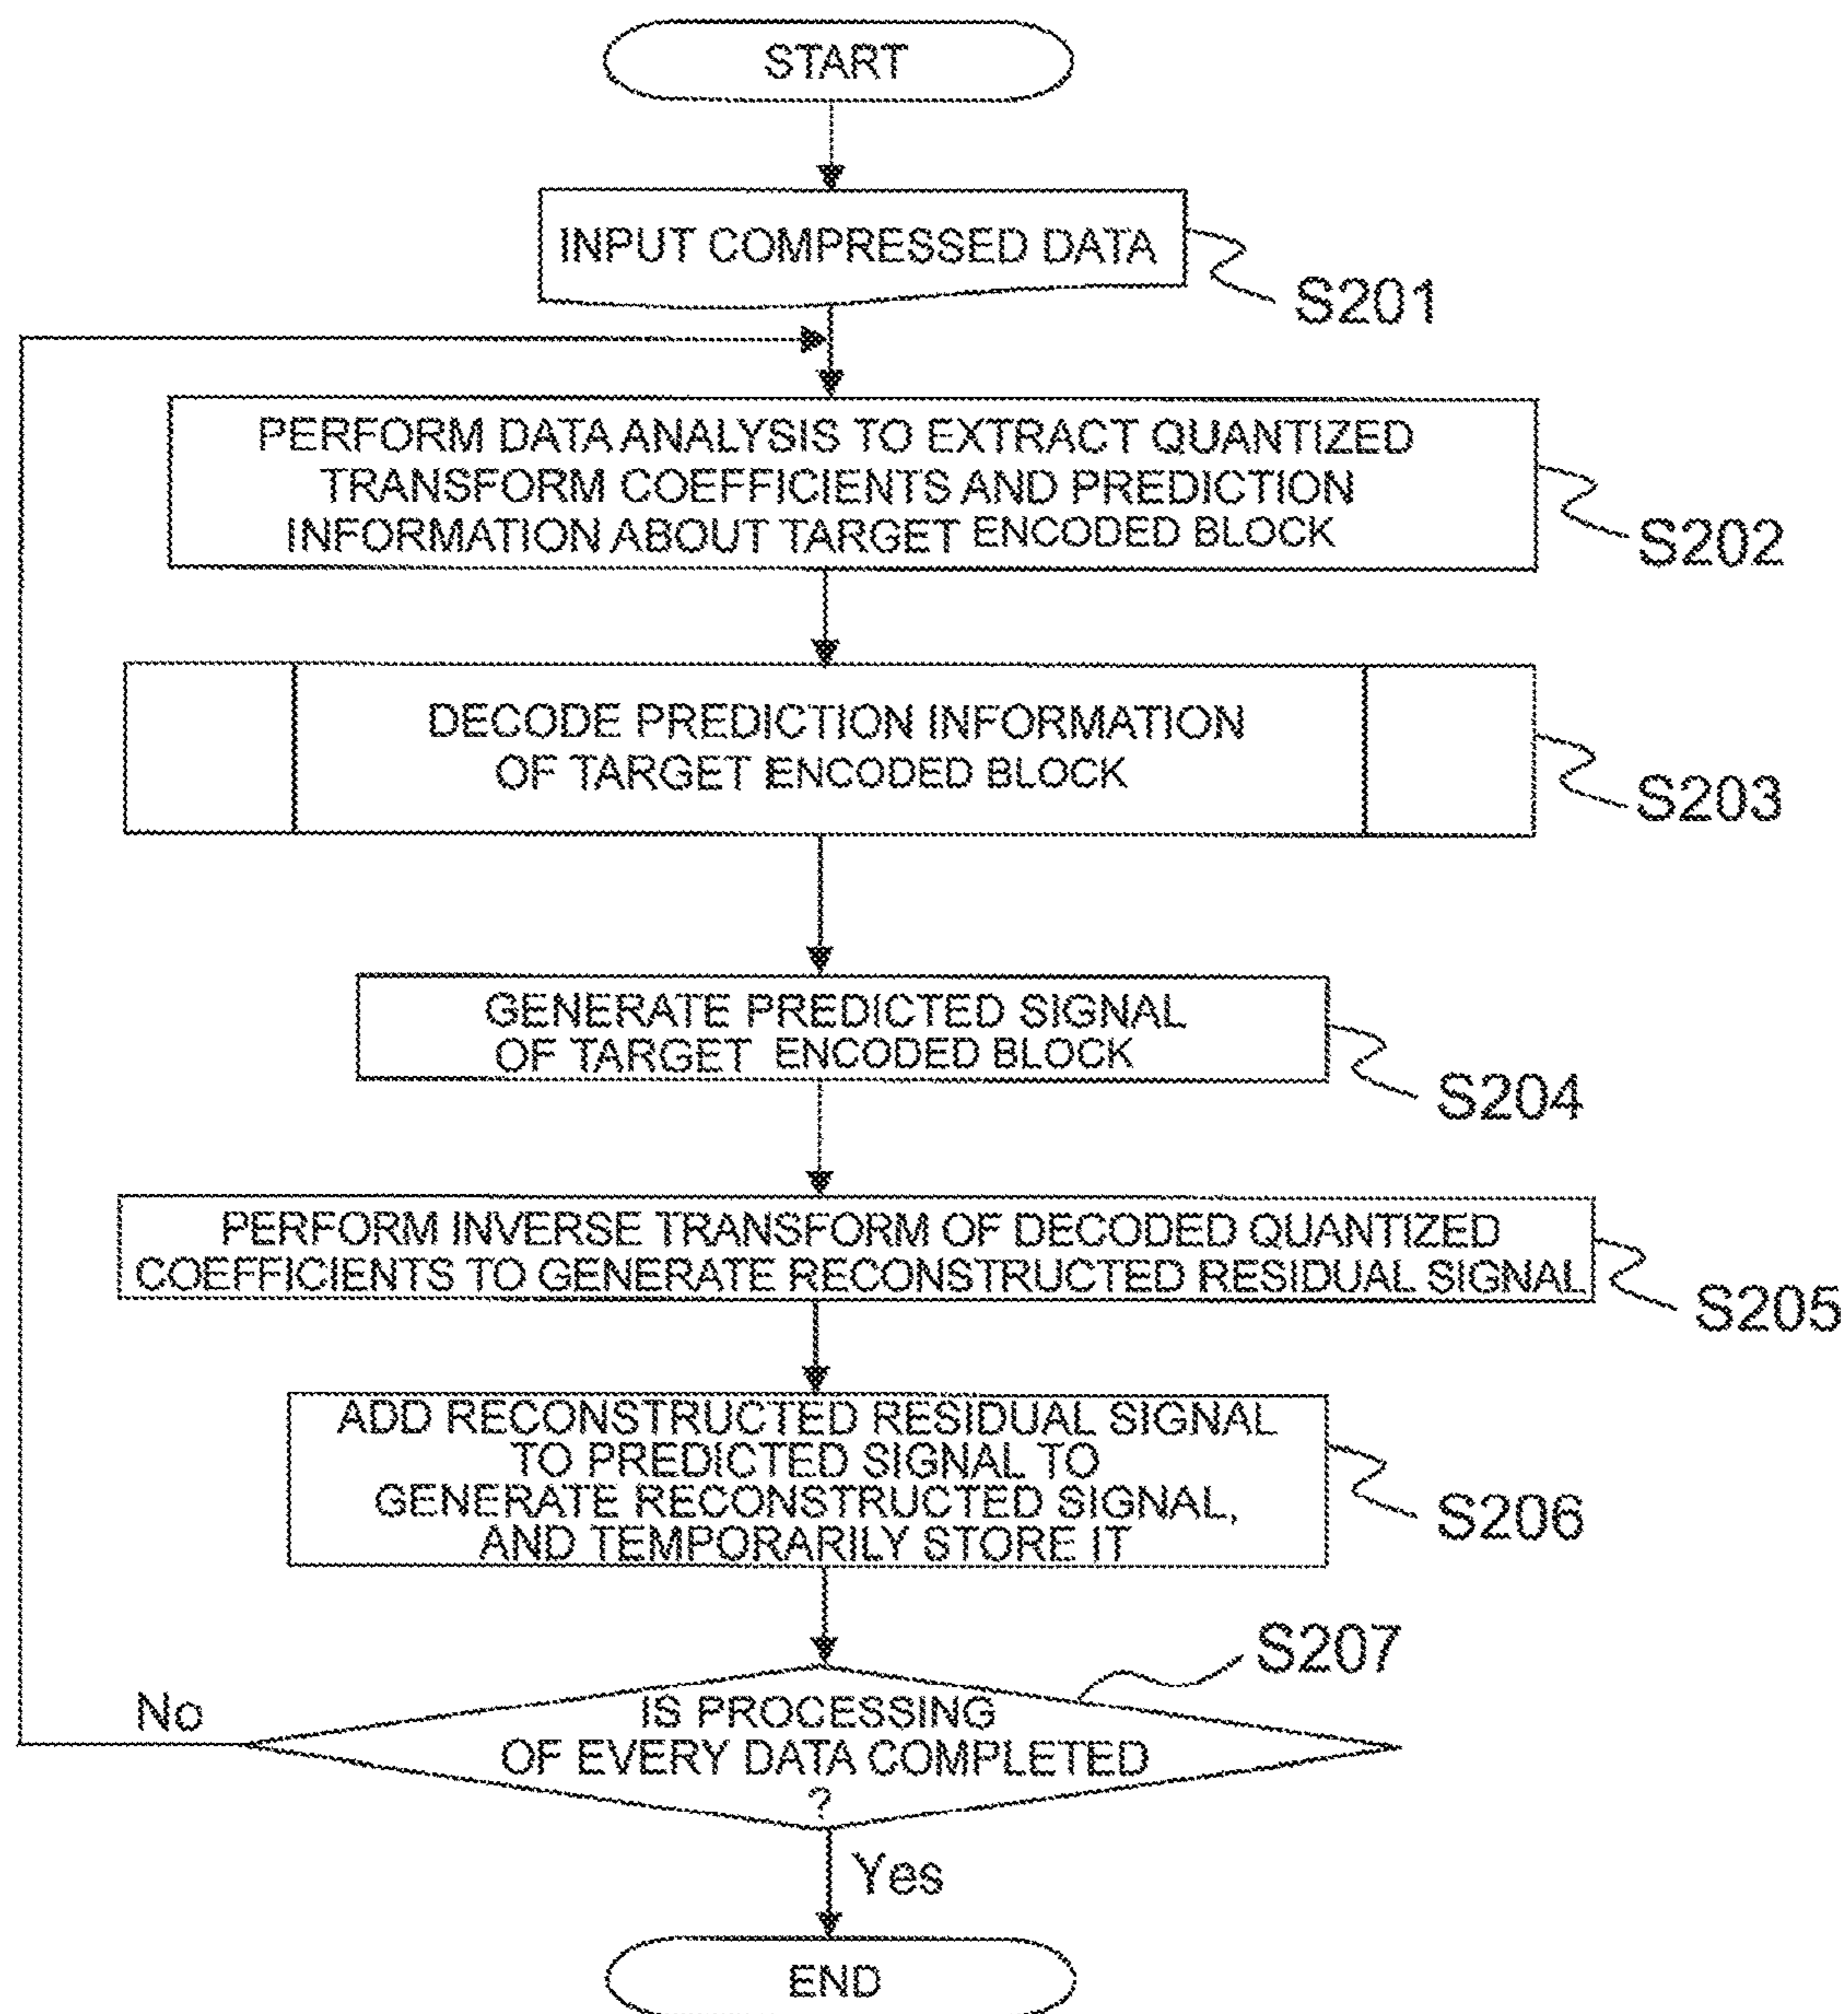 START
INPUT COMPRESSED DATA
S201
PERFORM DATA ANALYSIS TO EXTRACT QUANTIZED
TRANSFORM COEFFICIENTS AND PREDICTION
INFORMATION ABOUT TARGET ENCODED BLOCK
S202
DECODE PREDICTION INFORMATION
OF TARGET ENCODED BLOCK
S203
GENERATE PREDICTED SIGNAL
OF TARGET ENCODED BLOCK
S204
PERFORM INVERSE TRANSFORM OF DECODED QUANTIZED
COEFFICIENTS TO GENERATE RECONSTRUCTED RESIDUAL SIGNAL
S205
ADD RECONSTRUCTED RESIDUAL SIGNAL
TO PREDICTED SIGNAL TO
GENERATE RECONSTRUCTED SIGNAL,
AND TEMPORARILY STORE IT
S206
S207
No
IS PROCESSING
OF EVERY DATA COMPLETED
?
Yes
END